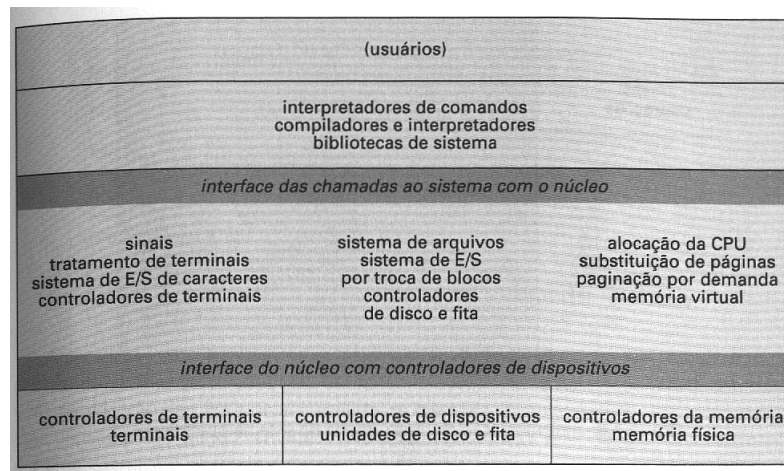 (usuários)
interpretadores de comandos
compiladores e interpretadores
bibliotecas de sistema
interface das chamadas ao sistema com o núcleo
sinais
tratamento de terminais
sistema de E/S de caracteres
controladores de terminais
sistema de arquivos
sistema de E/S
por troca de blocos
controladores
de disco e fita
alocação da CPU
substituição de páginas
paginação por demanda
memória virtual
interface do núcleo com controladores de dispositivos
controladores de terminais
terminais
controladores de dispositivos
unidades de disco e fita
controladores da memória
memória física